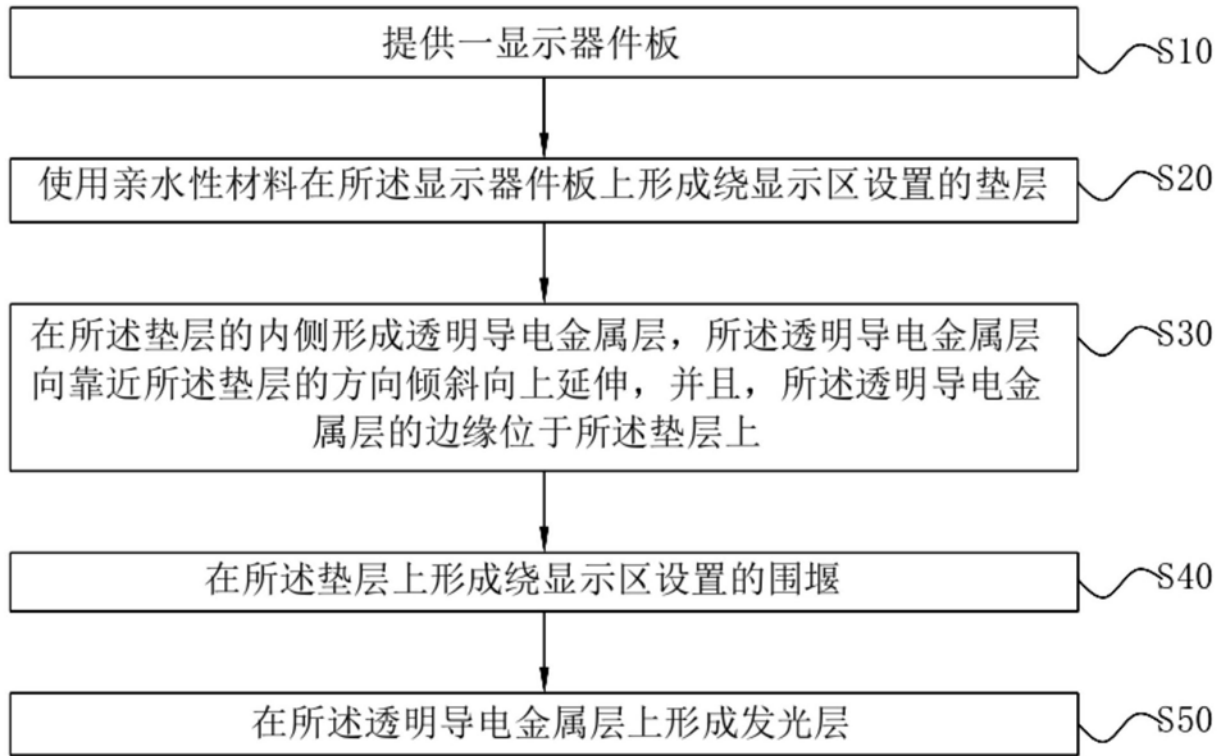 提供一显示器件板
S10
使用亲水性材料在所述显示器件板上形成绕显示区设置的垫层
S20
在所述垫层的内侧形成透明导电金属层，所述透明导电金属层
向靠近所述垫层的方向倾斜向上延伸，并且，所述透明导电金
属层的边缘位于所述垫层上
S30
在所述垫层上形成绕显示区设置的围堰
S40
在所述透明导电金属层上形成发光层
S50